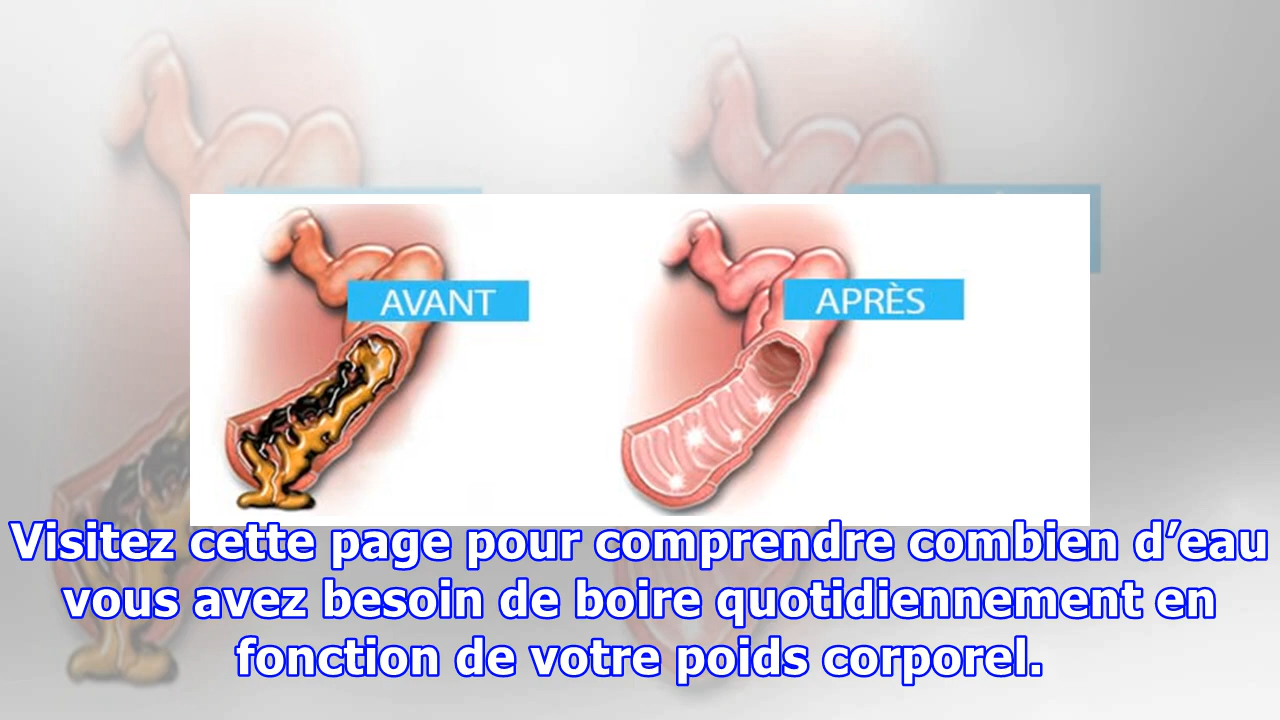 AVANT
APRÈS
Visitez cette page pour comprendre combien d’eau
vous avez besoin de boire quotidiennement en
fonction de votre poids corporel.